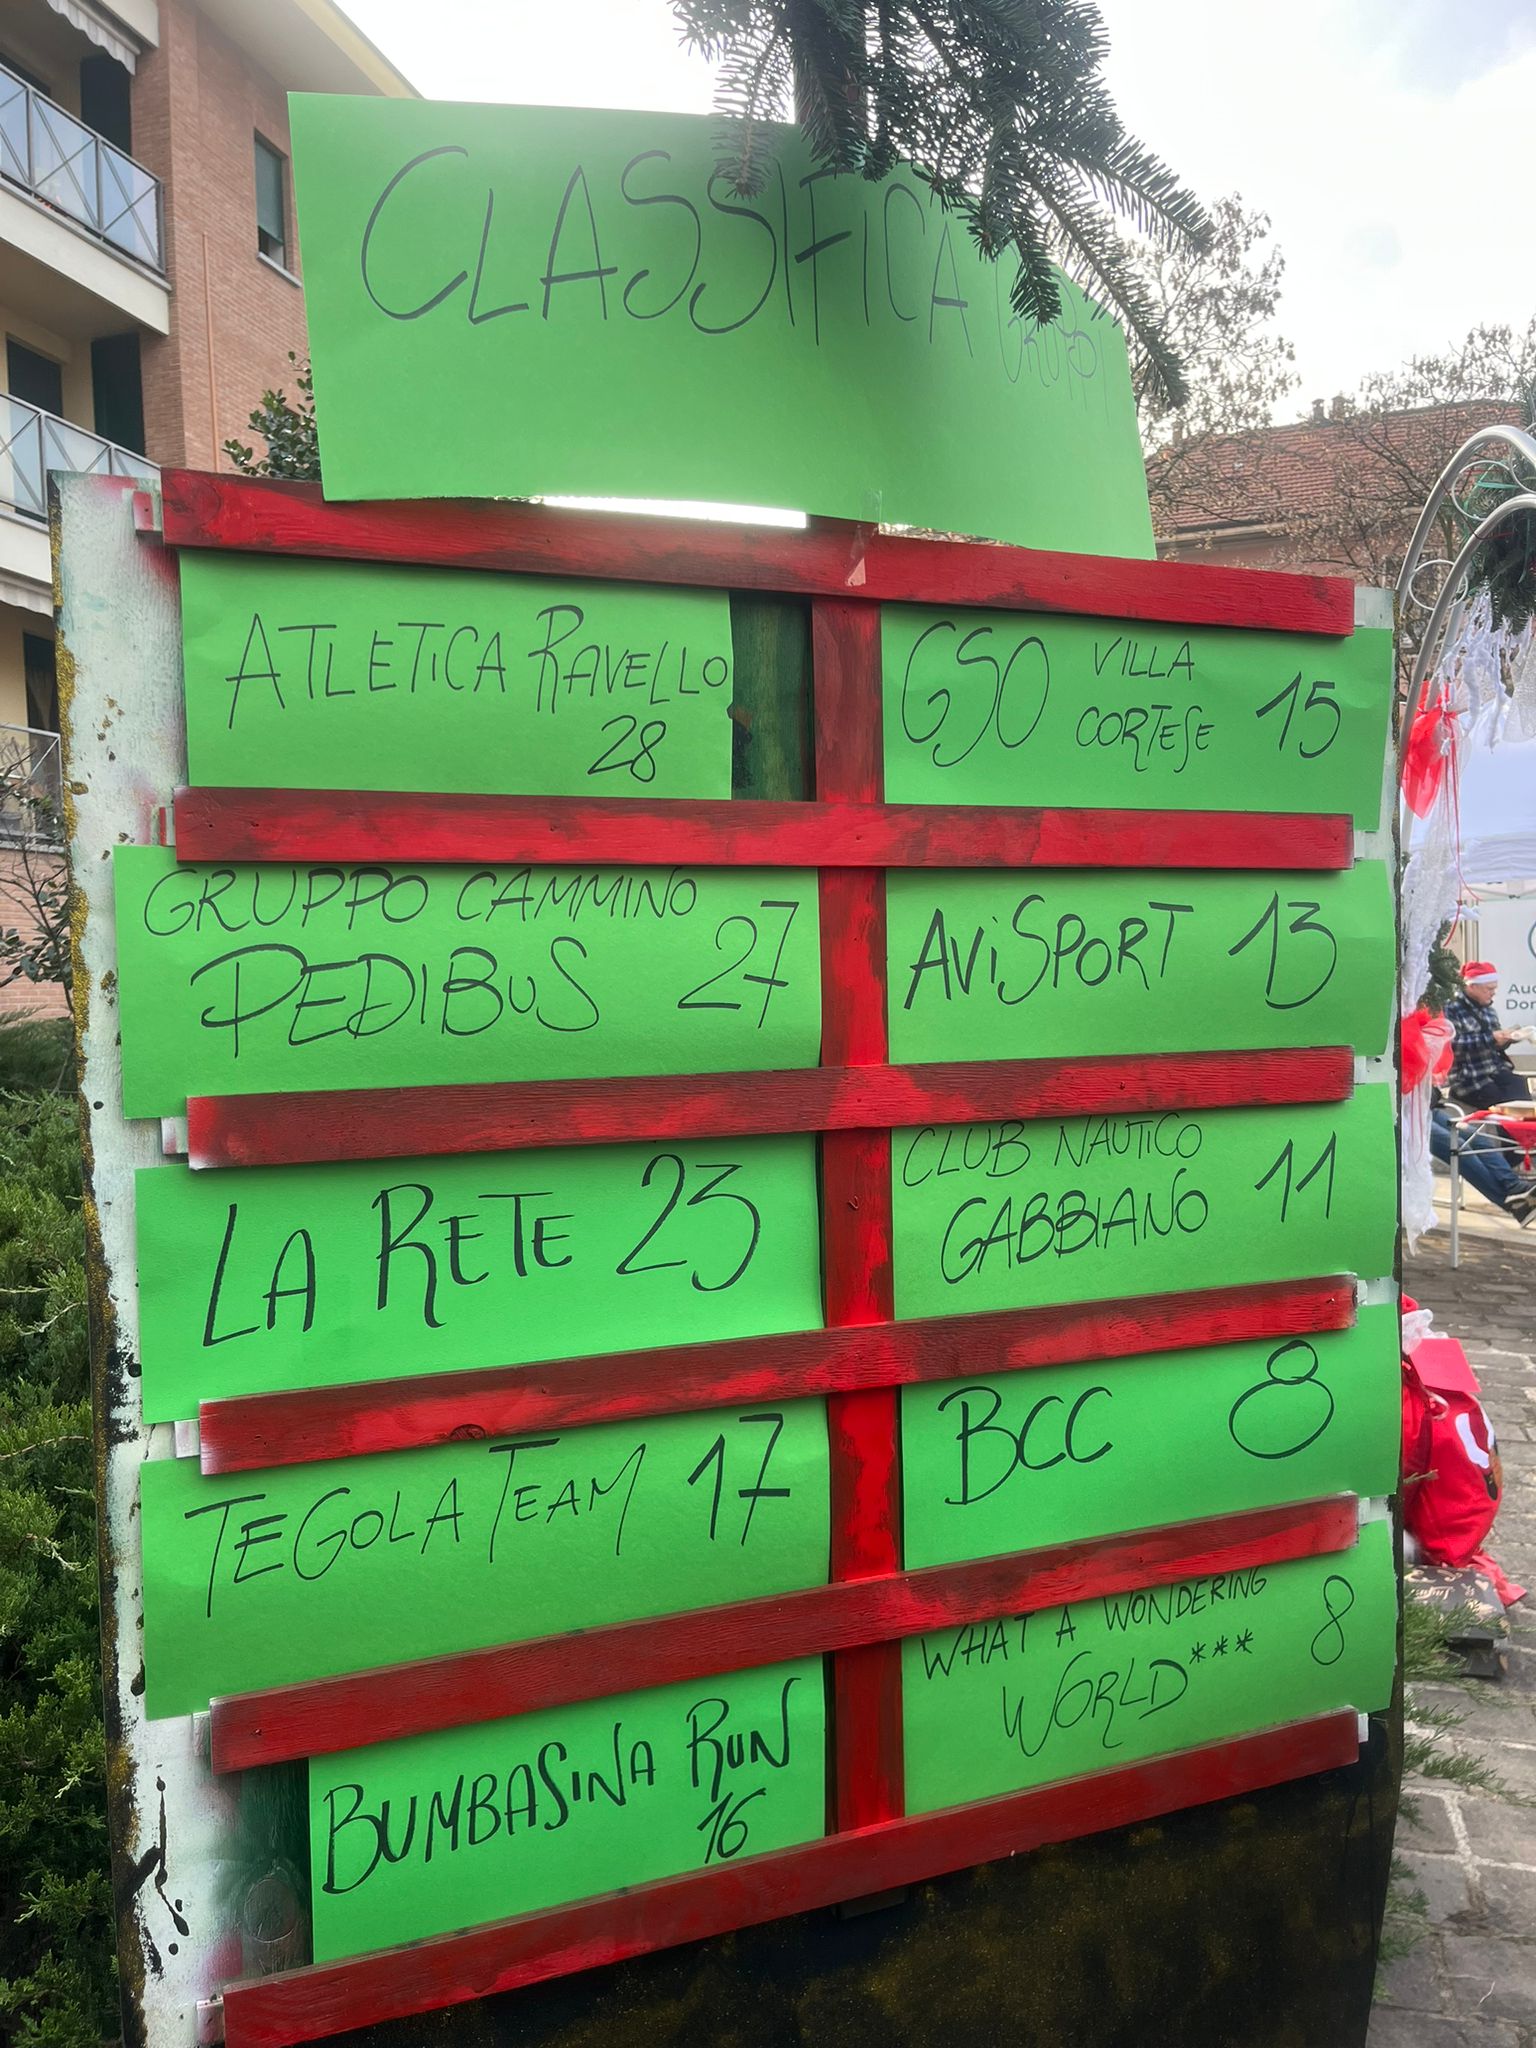 CLASSIFICA GRUPPI
ATLETICA RAVELLO
28
GRUPPO CAMMINO
PEDIBUS 27
LA RETE 23
TEGOLA TEAM 17
BUMBASINA RUN
16
GSO VILLA
CORTESE 15
AVISPORT 13
CLUB NAUTICO
GABBIANO 11
BCC 8
WHAT A WONDERING 8
WORLD***